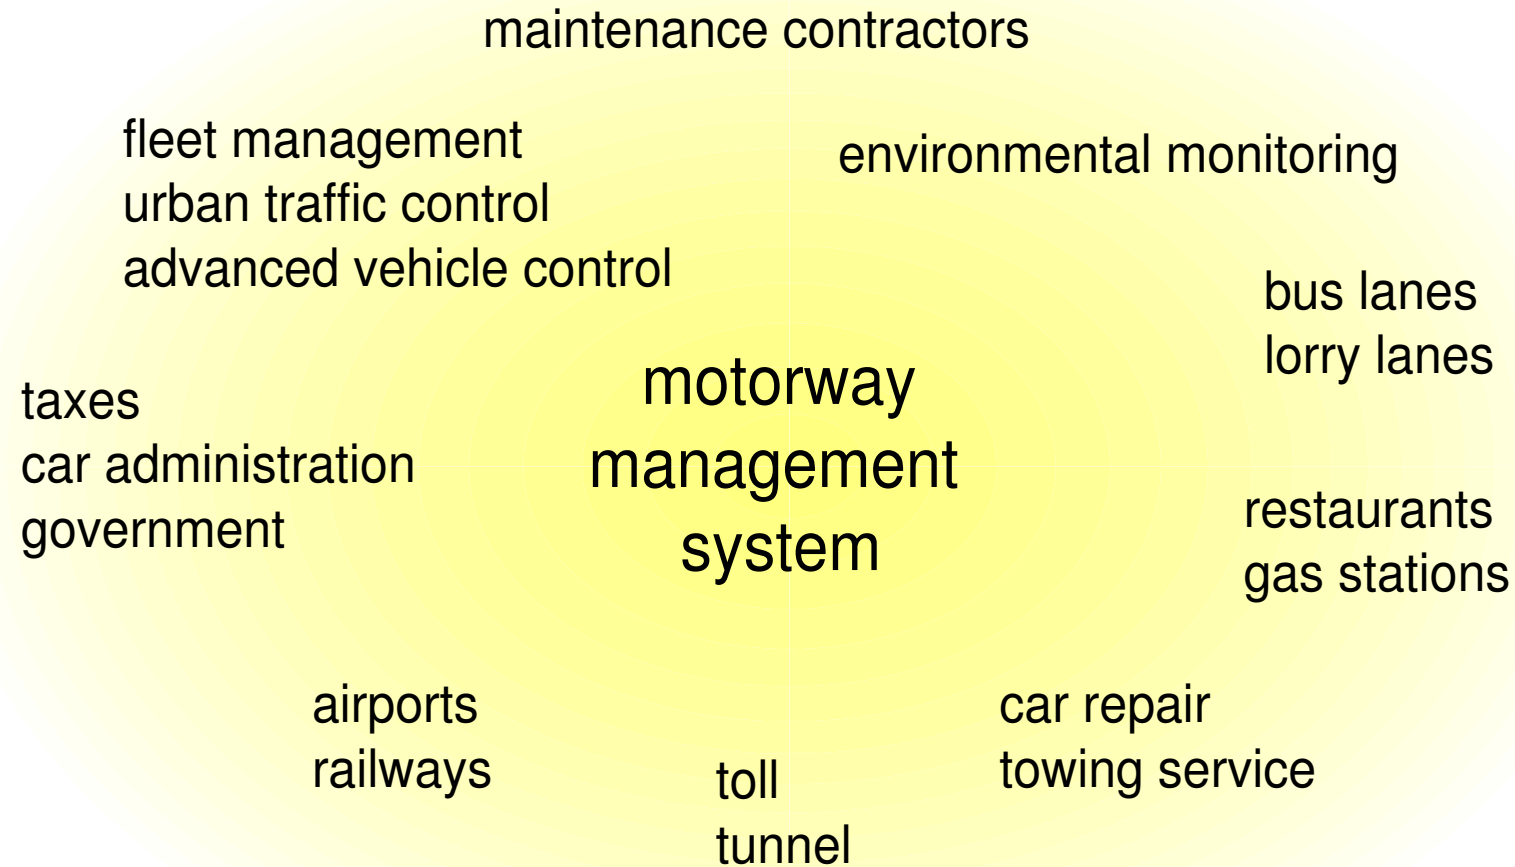 maintenance contractors
fleet management
urban traffic control
advanced vehicle control
environmental monitoring
bus lanes
lorry lanes
taxes
car administration
government
motorway
management
system
restaurants
gas stations
airports
railways
toll
tunnel
car repair
towing service